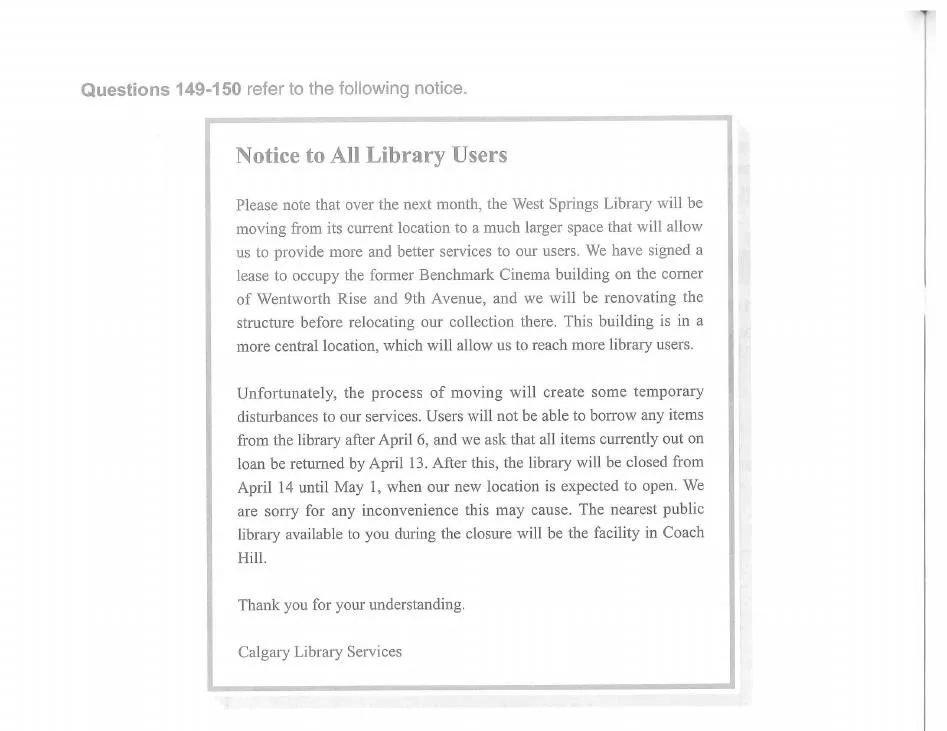 Questions 149-150 refer to the following notice.
Notice to All Library Users
Please note that over the next month, the West Springs Library will be
moving from its current location to a much larger space that will allow
us to provide more and better services to our users. We have signed a
lease to occupy the former Benchmark Cinema building on the corner
of Wentworth Rise and 9th Avenue, and we will be renovating the
structure before relocating our collection there. This building is in a
more central location, which will allow us to reach more library users.
Unfortunately, the process of moving will create some temporary
disturbances to our services. Users will not be able to borrow any items
from the library after April 6, and we ask that all items currently out on
loan be returned by April 13. After this, the library will be closed from
April 14 until May 1, when our new location is expected to open. We
are sorry for any inconvenience this may cause. The nearest public
library available to you during the closure will be the facility in Coach
Hill.
Thank you for your understanding.
Calgary Library Services